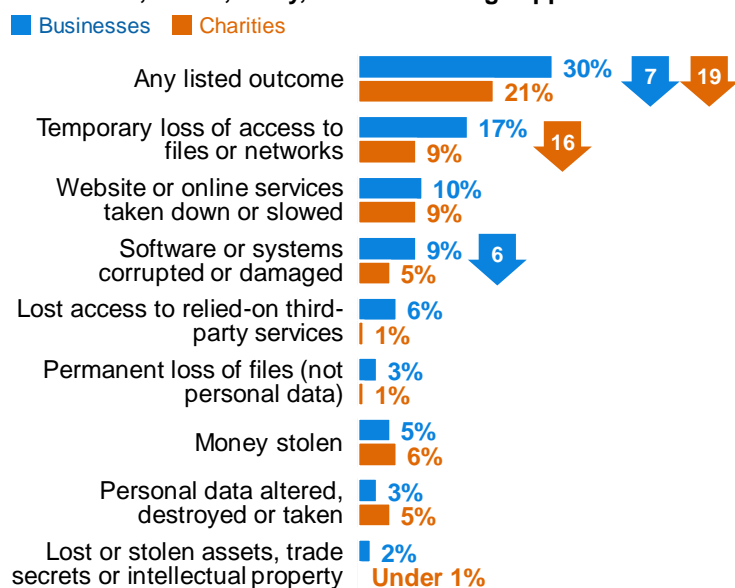 Businesses Charities
Any listed outcome 30% 7 19
21%
Temporary loss of access to 17%
files or networks 9% 16
Website or online services 10%
taken down or slowed 9%
Software or systems 9% 6
corrupted or damaged 5%
Lost access to relied-on third- 6%
party services 1%
Permanent loss of files (not 3%
personal data) 1%
Money stolen 5%
6%
Personal data altered, 3%
destroyed or taken 5%
Lost or stolen assets, trade 2%
secrets or intellectual property Under 1%